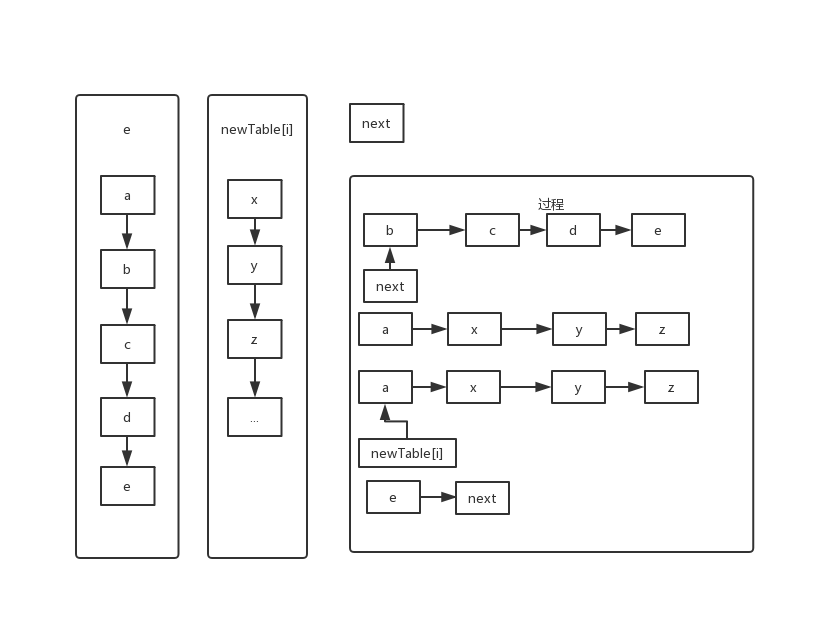 e
a
b
c
d
e
newTable[i]
x
y
z
...
next
过程
b c d e
next
a x y z
a x y z
newTable[i]
e next